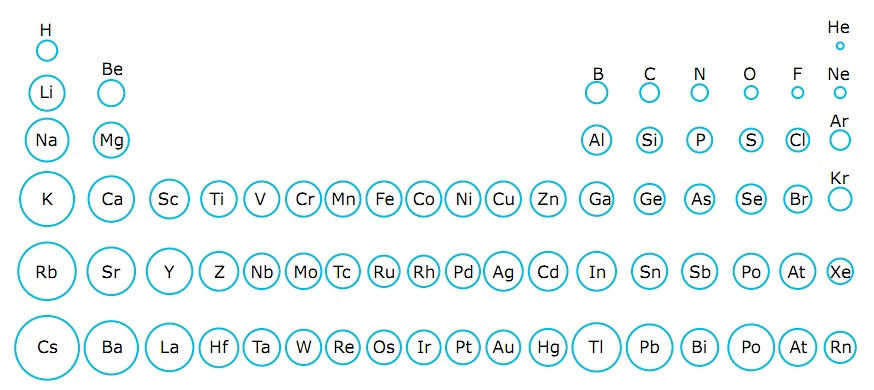 H He
Li Be B C N O F Ne
Na Mg Al Si P S Cl Ar
K Ca Sc Ti V Cr Mn Fe Co Ni Cu Zn Ga Ge As Se Br Kr
Rb Sr Y Z Nb Mo Tc Ru Rh Pd Ag Cd In Sn Sb Po At Xe
Cs Ba La Hf Ta W Re Os Ir Pt Au Hg Tl Pb Bi Po At Rn